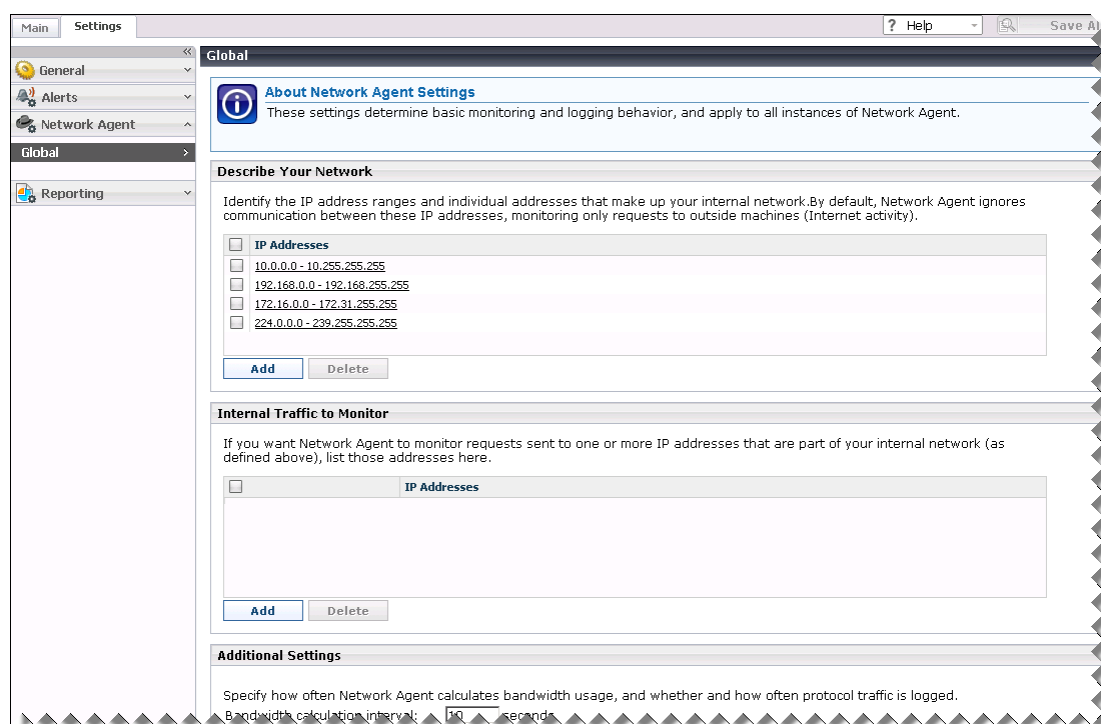 Main Settings ? Help Save Al
«
General
Alerts
Network Agent
Global >
Reporting
Global
About Network Agent Settings
These settings determine basic monitoring and logging behavior, and apply to all instances of Network Agent.
Describe Your Network
Identify the IP address ranges and individual addresses that make up your internal network.By default, Network Agent ignores
communication between these IP addresses, monitoring only requests to outside machines (Internet activity).
IP Addresses
10.0.0.0 - 10.255.255.255
192.168.0.0 - 192.168.255.255
172.16.0.0 - 172.31.255.255
224.0.0.0 - 239.255.255.255
Add Delete
Internal Traffic to Monitor
If you want Network Agent to monitor requests sent to one or more IP addresses that are part of your internal network (as
defined above), list those addresses here.
IP Addresses
Add Delete
Additional Settings
Specify how often Network Agent calculates bandwidth usage, and whether and how often protocol traffic is logged.
Bandwidth calculation interval: 10 seconds